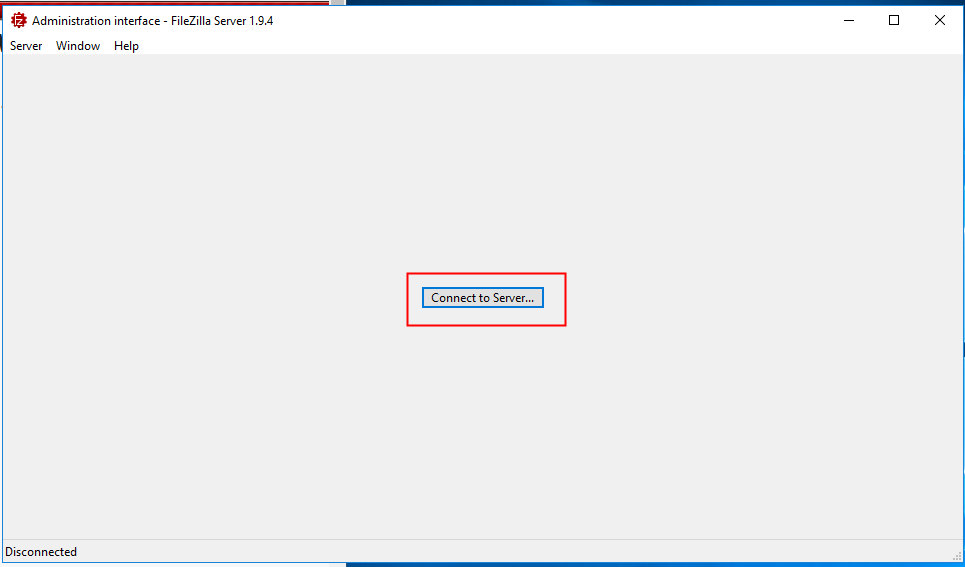 Administration interface - FileZilla Server 1.9.4
Server Window Help
Connect to Server...
Disconnected